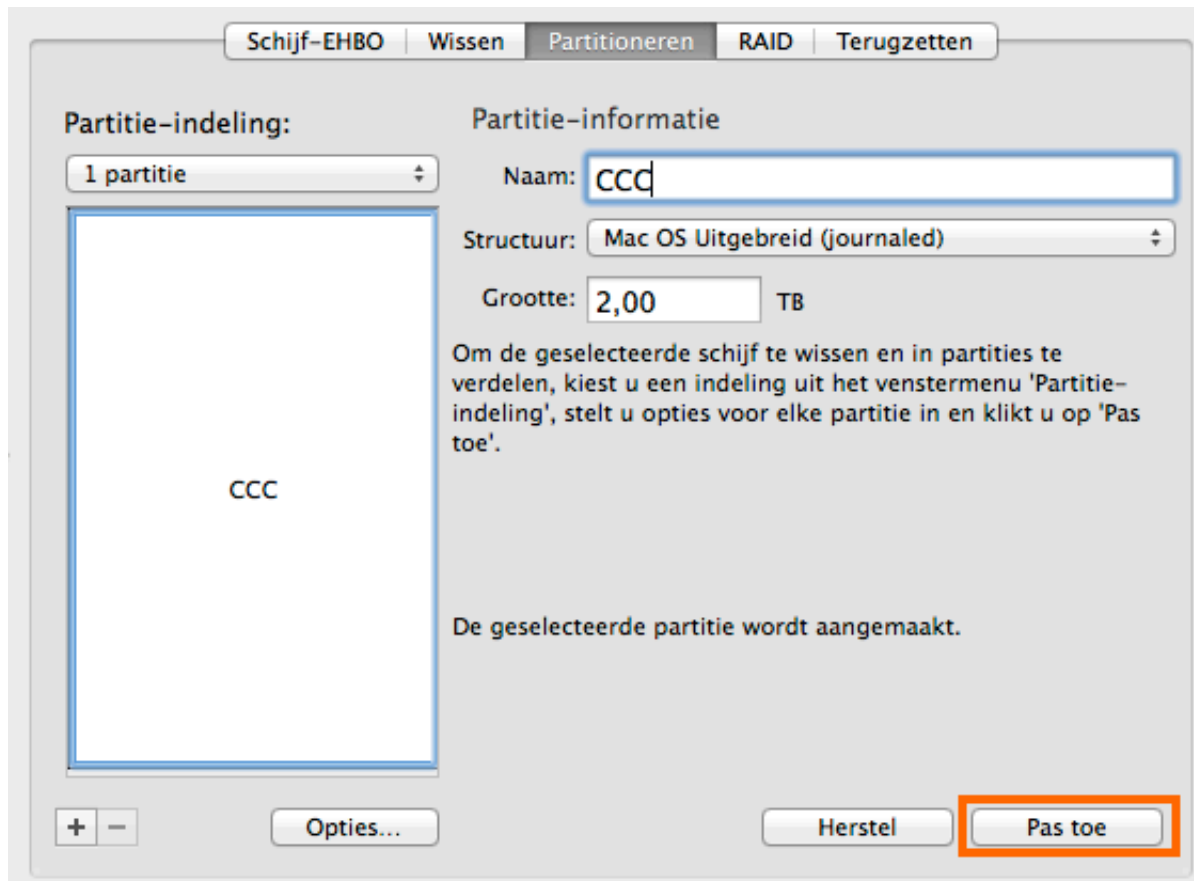 Schijf-EHBO Wissen Partitioneren RAID Terugzetten
Partitie-indeling:
1 partitie
CCC
+ −
Opties...
Partitie-informatie
Naam: CCC
Structuur: Mac OS Uitgebreid (journaled)
Grootte: 2,00 TB
Om de geselecteerde schijf te wissen en in partities te
verdelen, kiest u een indeling uit het venstermenu 'Partitie-
indeling', stelt u opties voor elke partitie in en klikt u op 'Pas
toe'.
De geselecteerde partitie wordt aangemaakt.
Herstel Pas toe